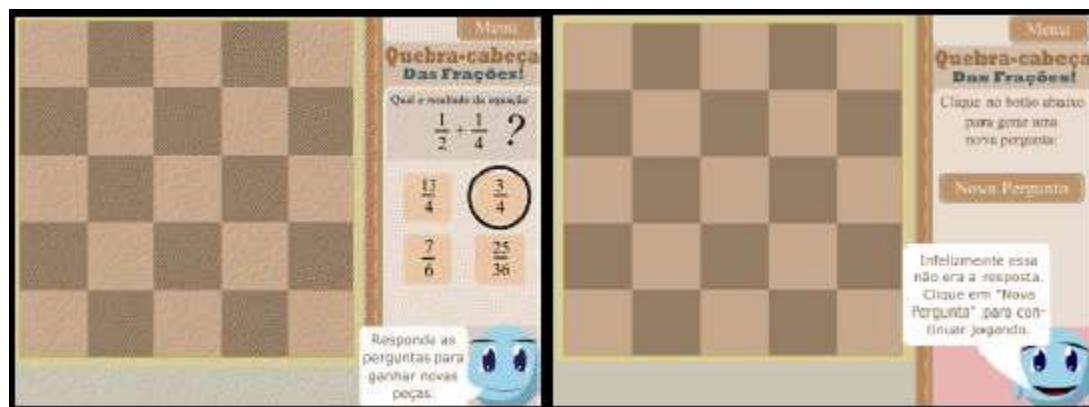 Menu
Quebra-cabeça
Das Frações!
Qual o resultado da equação
1/2 + 1/4 ?
17/4 3/4
7/6 25/36
Responda as
perguntas para
ganhar novas
peças.
Menu
Quebra-cabeça
Das Frações!
Clique no botão abaixo
para gerar uma
nova pergunta:
Nova Pergunta
Infelizmente essa
não era a resposta.
Clique em "Nova
Pergunta" para con-
tinuar jogando.